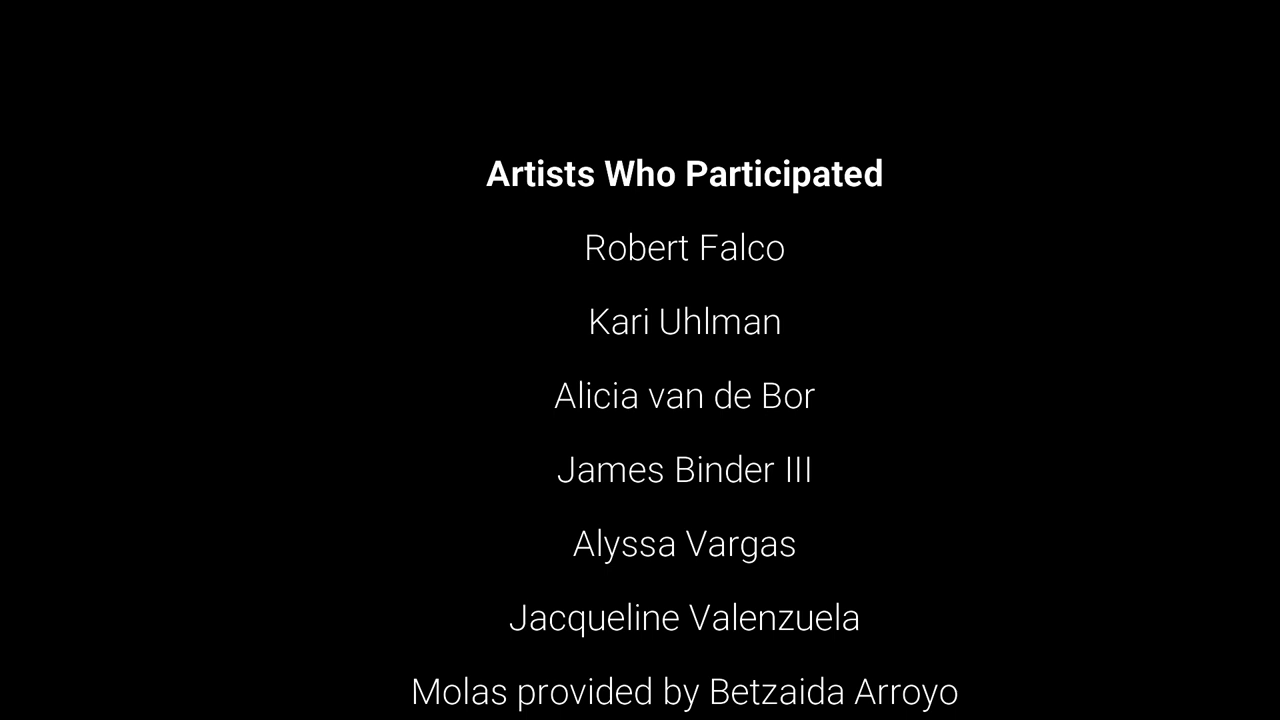 Artists Who Participated
Robert Falco
Kari Uhlman
Alicia van de Bor
James Binder III
Alyssa Vargas
Jacqueline Valenzuela
Molas provided by Betzaida Arroyo